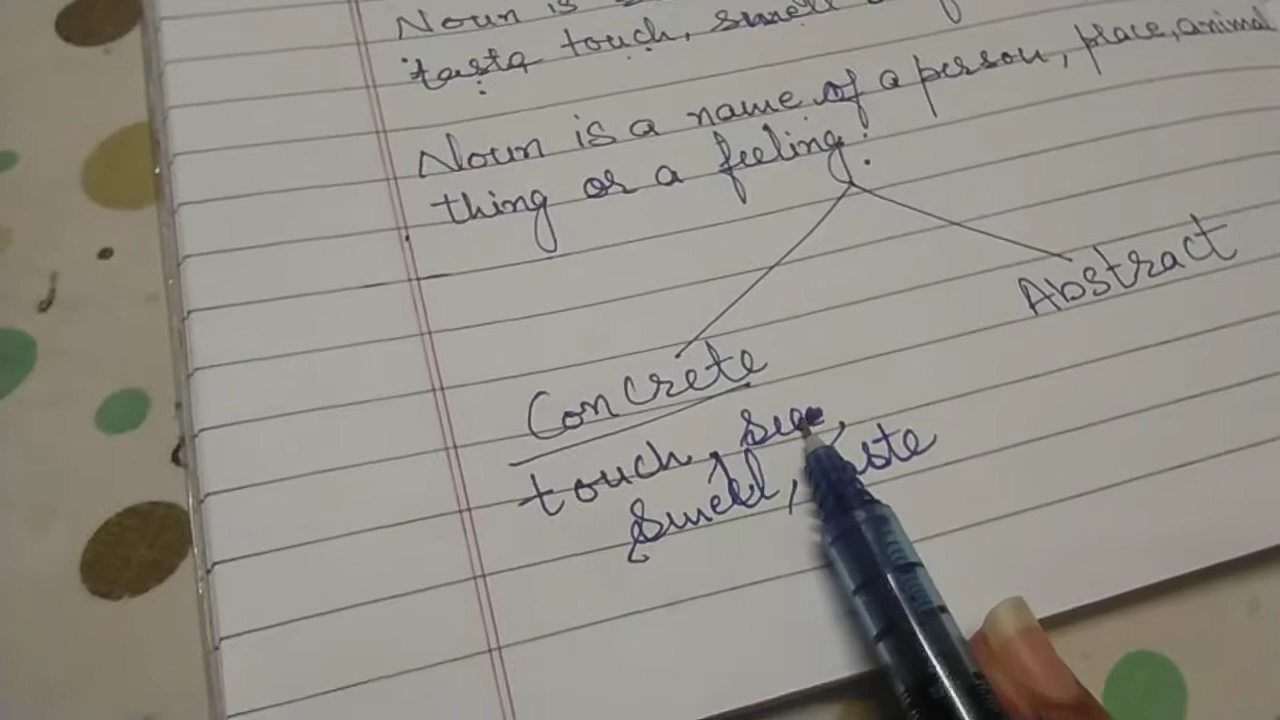 Noun is
tasta touch, smell
Noun is a name of a person, place, animal
thing or a feeling.
Abstract
Concrete
touch, see,
Smell, taste